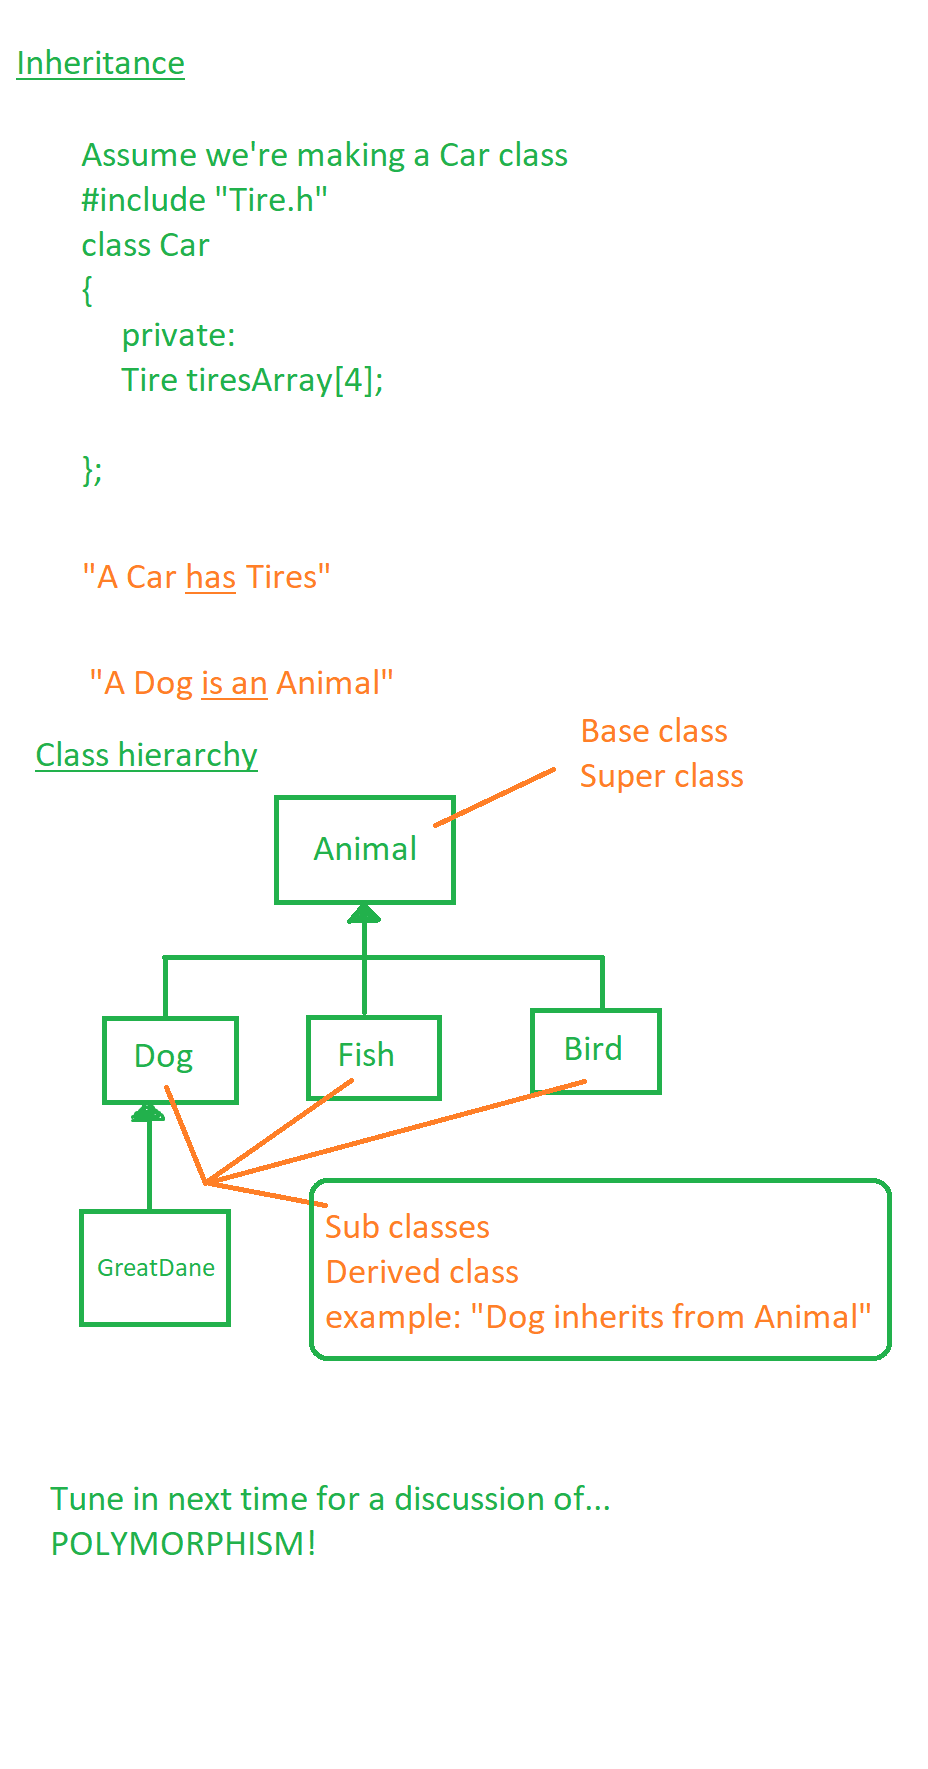 Inheritance
Assume we're making a Car class
#include "Tire.h"
class Car
{
private:
Tire tiresArray[4];
};
"A Car has Tires"
"A Dog is an Animal"
Class hierarchy
Base class
Super class
Animal
Dog
Fish
Bird
GreatDane
Sub classes
Derived class
example: "Dog inherits from Animal"
Tune in next time for a discussion of...
POLYMORPHISM!